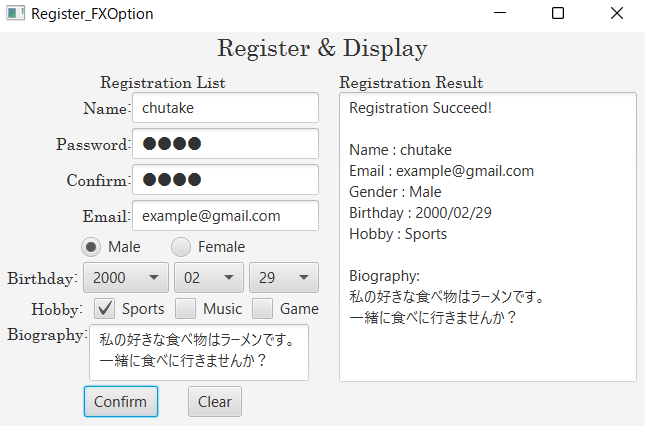 Register_FXOption
Register & Display
Registration List
Name: chutake
Password: ●●●●
Confirm: ●●●●
Email: example@gmail.com
Male Female
Birthday: 2000 02 29
Hobby: Sports Music Game
Biography: 私の好きな食べ物はラーメンです。
一緒に食べに行きませんか？
Confirm Clear
Registration Result
Registration Succeed!
Name : chutake
Email : example@gmail.com
Gender : Male
Birthday : 2000/02/29
Hobby : Sports
Biography:
私の好きな食べ物はラーメンです。
一緒に食べに行きませんか？